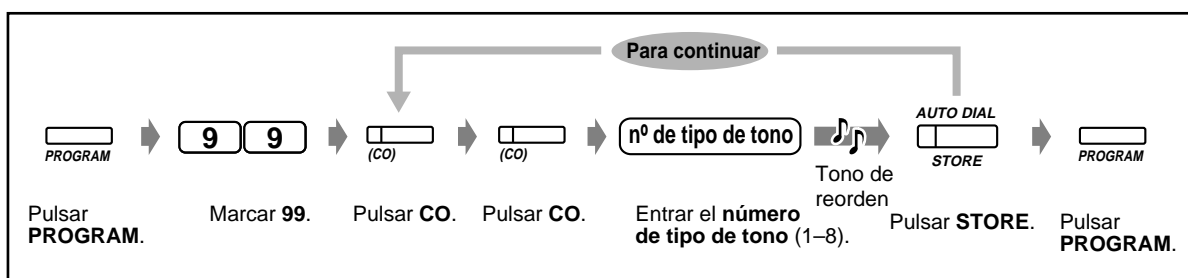 Para continuar
AUTO DIAL
9 9
nº de tipo de tono
PROGRAM
(CO)
(CO)
STORE
PROGRAM
Tono de
reorden
Pulsar
PROGRAM.
Marcar 99.
Pulsar CO.
Pulsar CO.
Entrar el número
de tipo de tono (1–8).
Pulsar STORE.
Pulsar
PROGRAM.